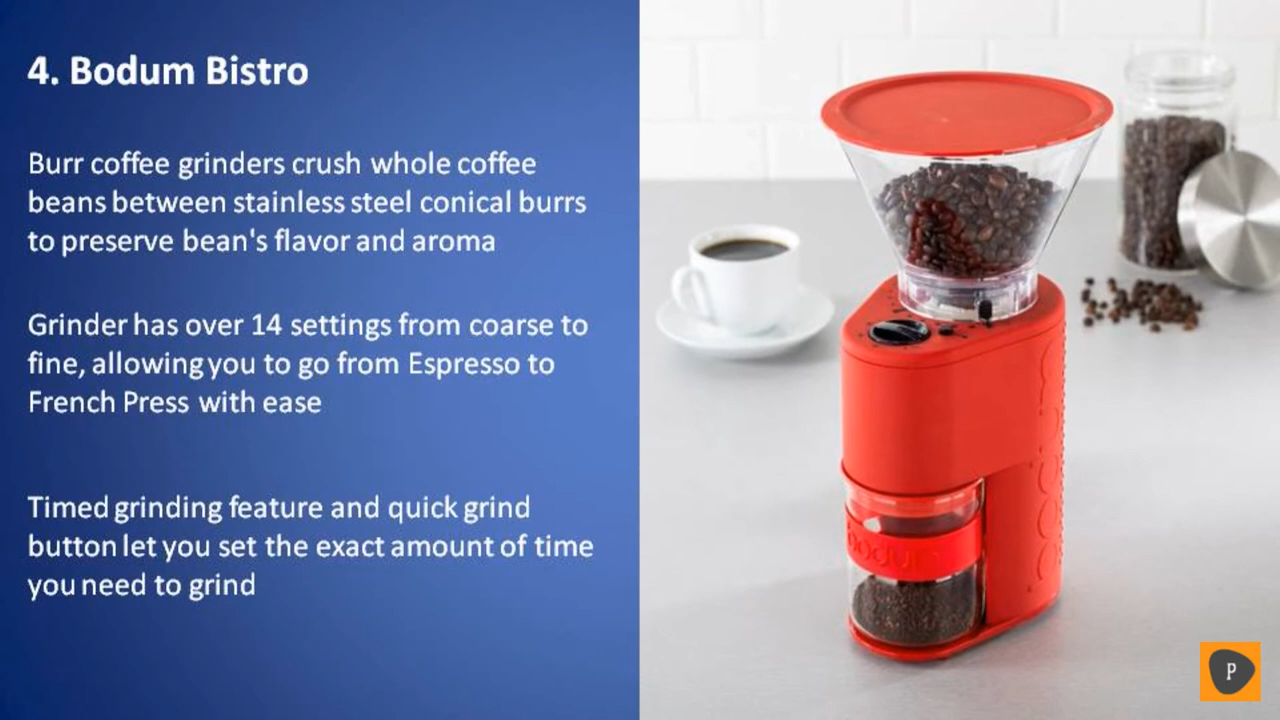 4. Bodum Bistro
Burr coffee grinders crush whole coffee
beans between stainless steel conical burrs
to preserve bean's flavor and aroma
Grinder has over 14 settings from coarse to
fine, allowing you to go from Espresso to
French Press with ease
Timed grinding feature and quick grind
button let you set the exact amount of time
you need to grind
bodum
P